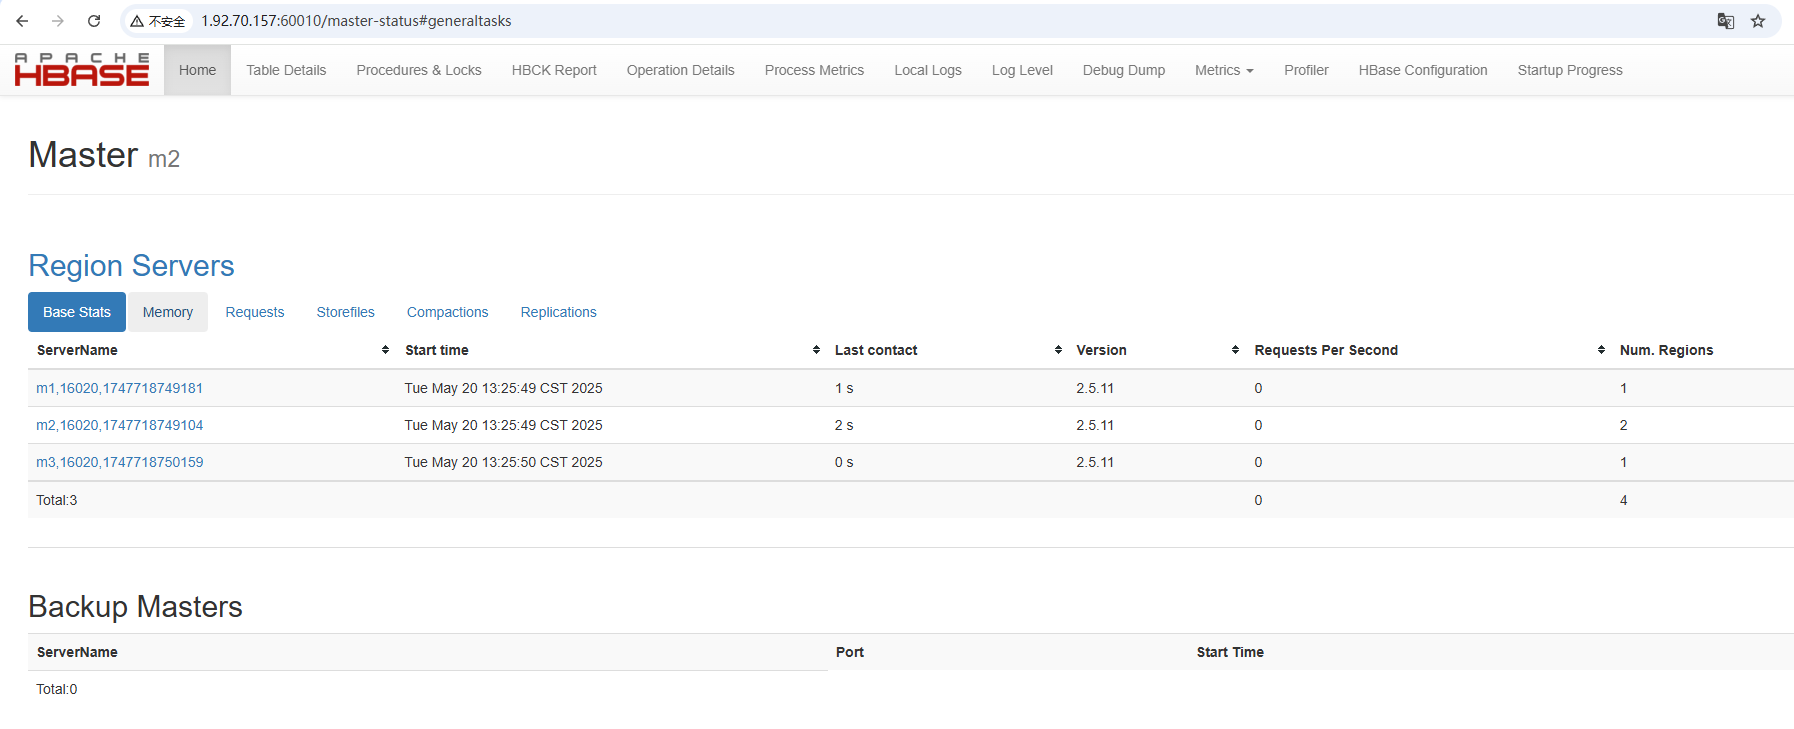 不安全 1.92.70.157:60010/master-status#generaltasks
APACHE HBASE Home Table Details Procedures & Locks HBCK Report Operation Details Process Metrics Local Logs Log Level Debug Dump Metrics Profiler HBase Configuration Startup Progress
Master m2
Region Servers
Base Stats Memory Requests Storefiles Compactions Replications
ServerName Start time Last contact Version Requests Per Second Num. Regions
m1,16020,1747718749181 Tue May 20 13:25:49 CST 2025 1 s 2.5.11 0 1
m2,16020,1747718749104 Tue May 20 13:25:49 CST 2025 2 s 2.5.11 0 2
m3,16020,1747718750159 Tue May 20 13:25:50 CST 2025 0 s 2.5.11 0 1
Total:3 0 4
Backup Masters
ServerName Port Start Time
Total:0